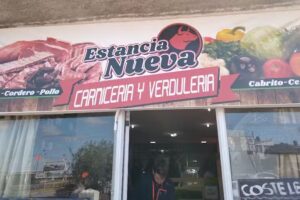 Estancia
Nueva
CARNICERIA Y VERDULERIA
-Cordero-Pollo
Cabrito-Ce
COSTELE